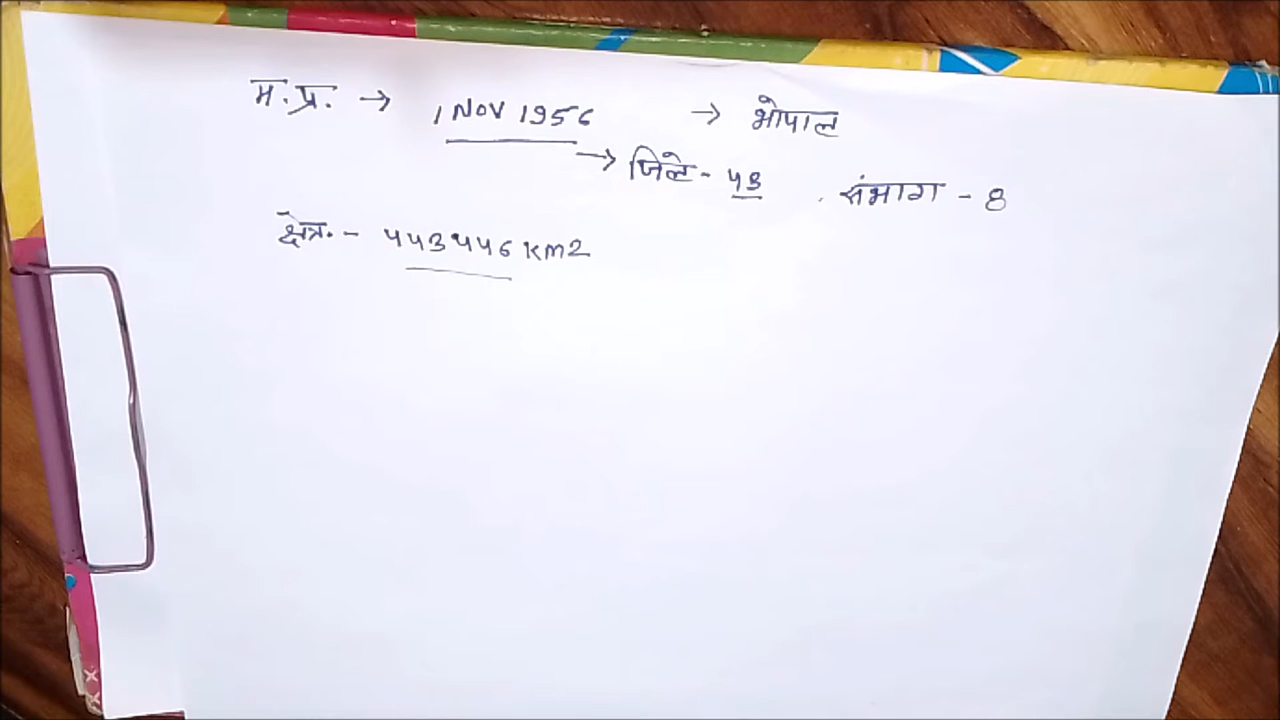 म.प्र. → 1 NOV 1956 → भोपाल
→ जिले - 43 . संभाग - 8
क्षेत्र. - 443446 KM2